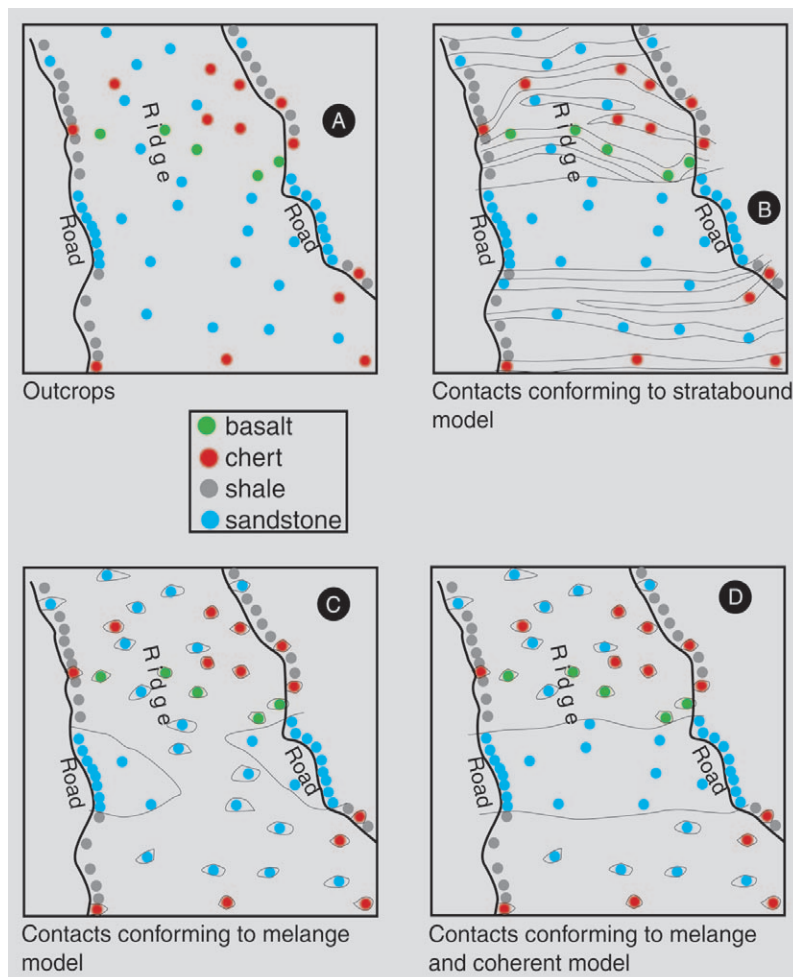 A
Ridge
Road
Road
Outcrops
B
Ridge
Road
Road
Contacts conforming to stratabound
model
basalt
chert
shale
sandstone
C
Ridge
Road
Road
Contacts conforming to melange
model
D
Ridge
Road
Road
Contacts conforming to melange
and coherent model